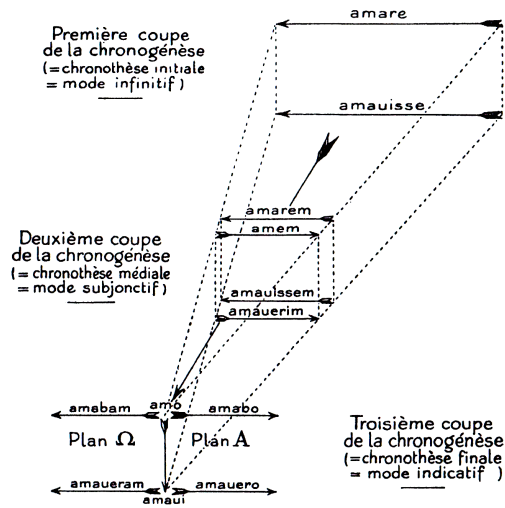 amare
Première coupe
de la chronogénèse
(=chronothèse initiale
= mode infinitif)
amauisse
amarem
amem
Deuxième coupe
de la chronogénèse
(= chronothèse médiale
= mode subjonctif)
amauissem
amauerim
amabam amo amabo
Plan Ω Plan A
Troisième coupe
de la chronogénèse
(=chronothèse finale
= mode indicatif)
amaueram amaui amauero